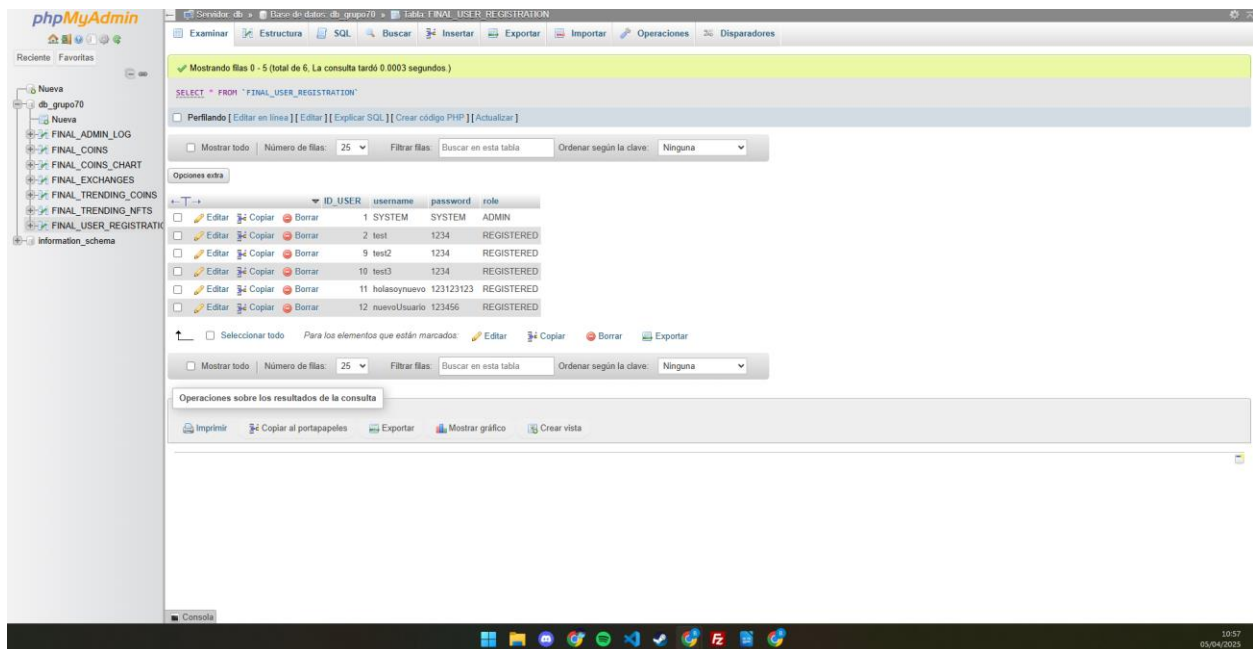 phpMyAdmin
Reciente Favoritas
Nueva
db_grupo70
Nueva
FINAL_ADMIN_LOG
FINAL_COINS
FINAL_COINS_CHART
FINAL_EXCHANGES
FINAL_TRENDING_COINS
FINAL_TRENDING_NFTS
FINAL_USER_REGISTRATIO
information_schema
Servidor: db » Base de datos: db_grupo70 » Tabla: FINAL_USER_REGISTRATION
Examinar Estructura SQL Buscar Insertar Exportar Importar Operaciones Disparadores
Mostrando filas 0 - 5 (total de 6, La consulta tardó 0.0003 segundos.)
SELECT * FROM `FINAL_USER_REGISTRATION`
Perfilando [ Editar en línea ] [ Editar ] [ Explicar SQL ] [ Crear código PHP ] [ Actualizar ]
Mostrar todo | Número de filas: 25 Filtrar filas: Buscar en esta tabla Ordenar según la clave: Ninguna
Opciones extra
←T→ ID_USER username password role
Editar Copiar Borrar 1 SYSTEM SYSTEM ADMIN
Editar Copiar Borrar 2 test 1234 REGISTERED
Editar Copiar Borrar 9 test2 1234 REGISTERED
Editar Copiar Borrar 10 test3 1234 REGISTERED
Editar Copiar Borrar 11 holasoynuevo 123123123 REGISTERED
Editar Copiar Borrar 12 nuevoUsuario 123456 REGISTERED
Seleccionar todo Para los elementos que están marcados: Editar Copiar Borrar Exportar
Mostrar todo | Número de filas: 25 Filtrar filas: Buscar en esta tabla Ordenar según la clave: Ninguna
Operaciones sobre los resultados de la consulta
Imprimir Copiar al portapapeles Exportar Mostrar gráfico Crear vista
Consola
10:57
05/04/2025